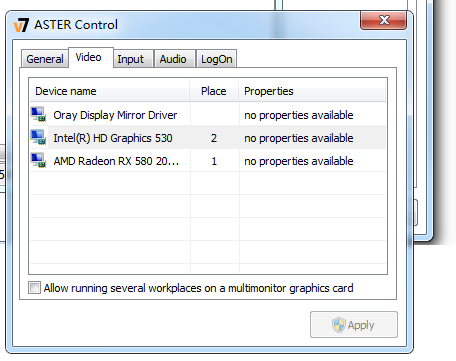 v7 ASTER Control
General Video Input Audio LogOn
Device name Place Properties
Oray Display Mirror Driver no properties available
Intel(R) HD Graphics 530 2 no properties available
AMD Radeon RX 580 20... 1 no properties available
Allow running several workplaces on a multimonitor graphics card
Apply